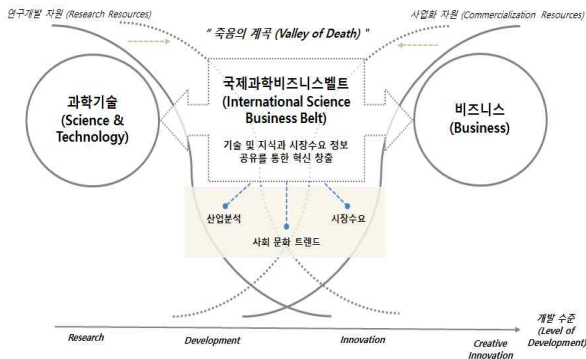 연구개발 자원 (Research Resources)
사업화 자원 (Commercialization Resources)
" 죽음의 계곡 (Valley of Death) "
과학기술
(Science &
Technology)
국제과학비즈니스벨트
(International Science
Business Belt)
기술 및 지식과 시장수요 정보
공유를 통한 혁신 창출
비즈니스
(Business)
산업분석
시장수요
사회 문화 트렌드
Research
Development
Innovation
Creative
Innovation
개발 수준
(Level of
Development)